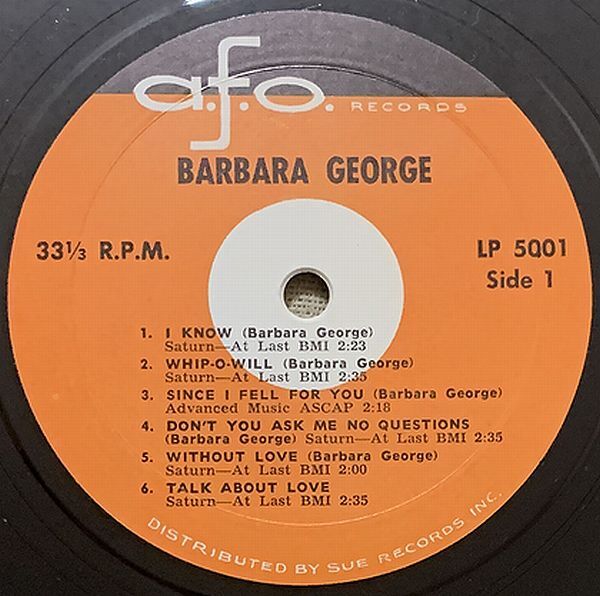 a.f.o. RECORDS
BARBARA GEORGE
33⅓ R.P.M.
LP 5001
Side 1
1. I KNOW (Barbara George)
Saturn—At Last BMI 2:23
2. WHIP-O-WILL (Barbara George)
Saturn—At Last BMI 2:35
3. SINCE I FELL FOR YOU (Barbara George)
Advanced Music ASCAP 2:18
4. DON'T YOU ASK ME NO QUESTIONS
(Barbara George) Saturn—At Last BMI 2:35
5. WITHOUT LOVE (Barbara George)
Saturn—At Last BMI 2:00
6. TALK ABOUT LOVE
Saturn—At Last BMI 2:35
DISTRIBUTED BY SUE RECORDS INC.